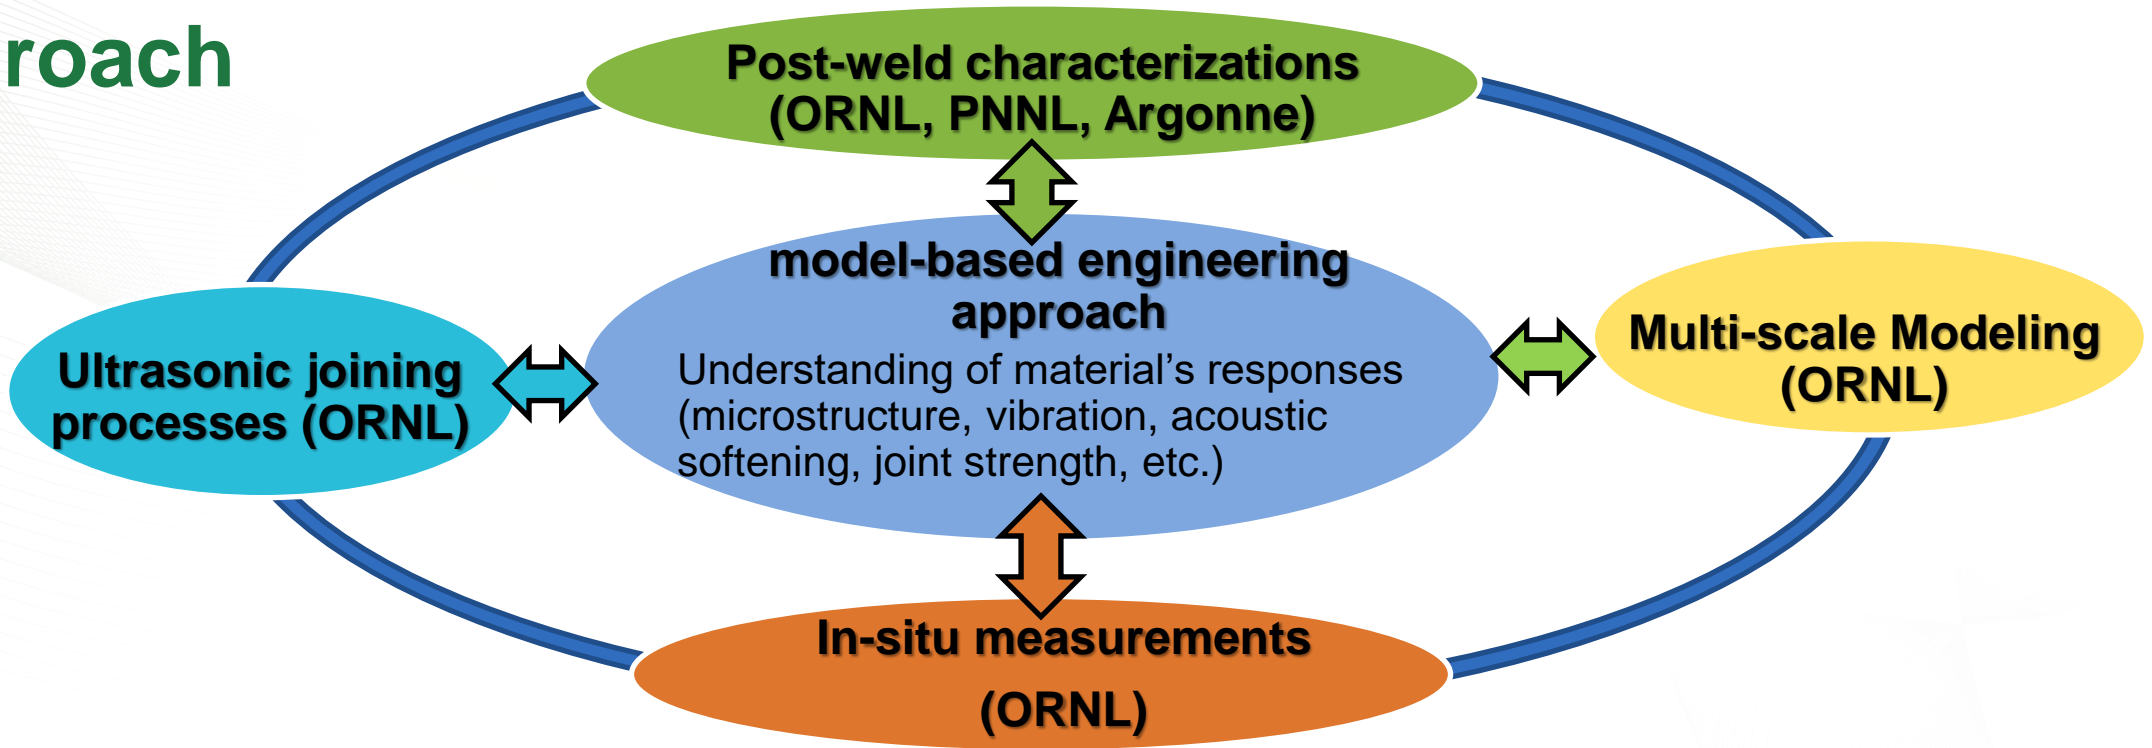 roach
Post-weld characterizations
(ORNL, PNNL, Argonne)
model-based engineering
approach
Understanding of material’s responses
(microstructure, vibration, acoustic
softening, joint strength, etc.)
Ultrasonic joining
processes (ORNL)
Multi-scale Modeling
(ORNL)
In-situ measurements
(ORNL)